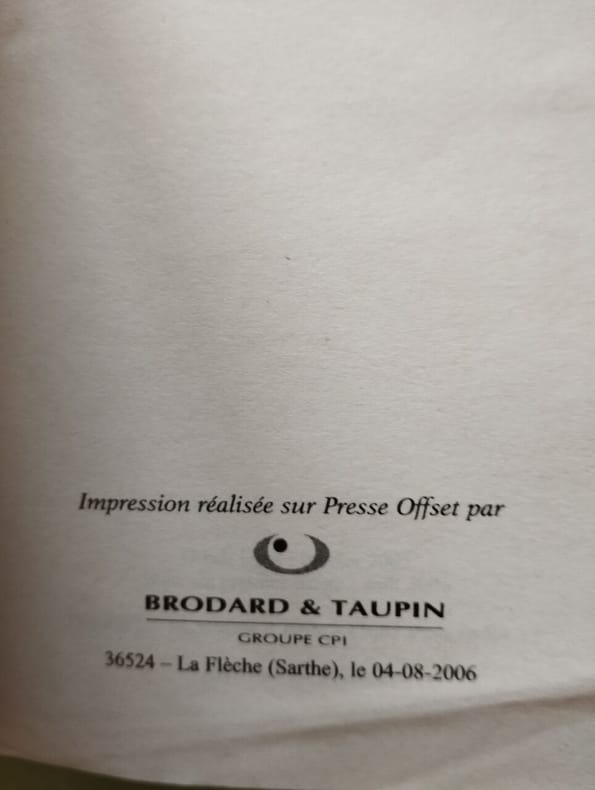 Impression réalisée sur Presse Offset par
BRODARD & TAUPIN
GROUPE CPI
36524 – La Flèche (Sarthe), le 04-08-2006